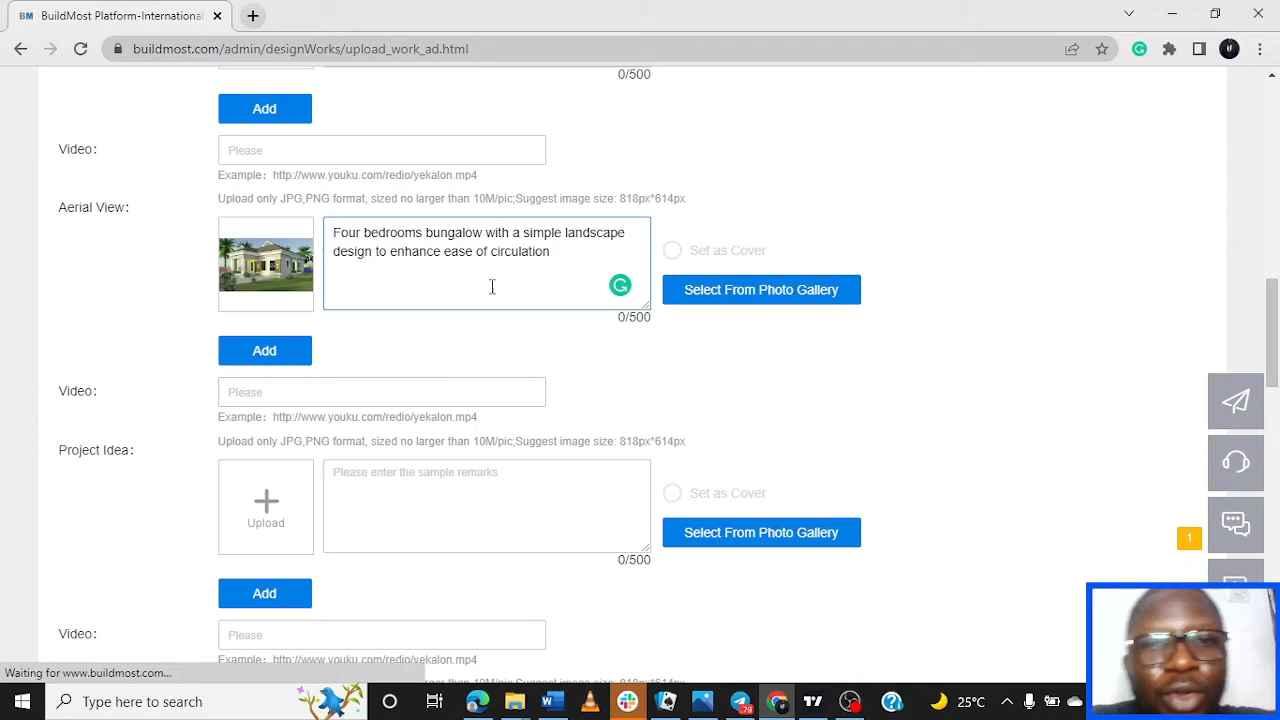 BM BuildMost Platform-International
buildmost.com/admin/designWorks/upload_work_ad.html
0/500
Add
Video:
Please
Example: http://www.youku.com/redio/yekalon.mp4
Upload only JPG,PNG format, sized no larger than 10M/pic;Suggest image size: 818px*614px
Aerial View:
Four bedrooms bungalow with a simple landscape
design to enhance ease of circulation
Set as Cover
Select From Photo Gallery
0/500
Add
Video:
Please
Example: http://www.youku.com/redio/yekalon.mp4
Upload only JPG,PNG format, sized no larger than 10M/pic;Suggest image size: 818px*614px
Project Idea:
Please enter the sample remarks
Upload
Set as Cover
Select From Photo Gallery
0/500
1
Add
Video:
Please
Example: http://www.youku.com/redio/yekalon.mp4
Waiting for www.buildmost.com...
Type here to search
25°C